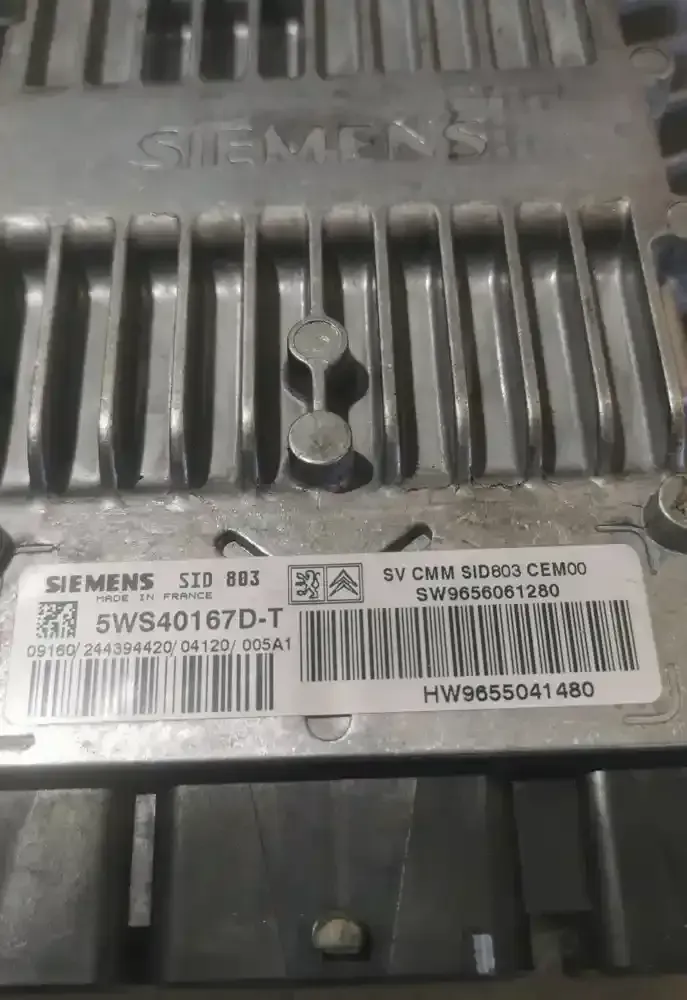 SIEMENS
SIEMENS SID 803
MADE IN FRANCE
5WS40167D-T
09160/244394420/04120/005A1
SV CMM SID803 CEM00
SW9656061280
HW9655041480